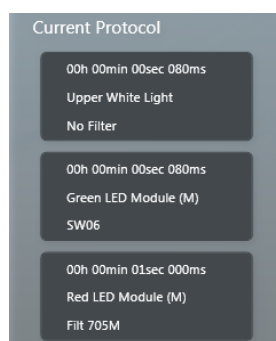 Current Protocol
00h 00min 00sec 080ms
Upper White Light
No Filter
00h 00min 00sec 080ms
Green LED Module (M)
SW06
00h 00min 01sec 000ms
Red LED Module (M)
Filt 705M